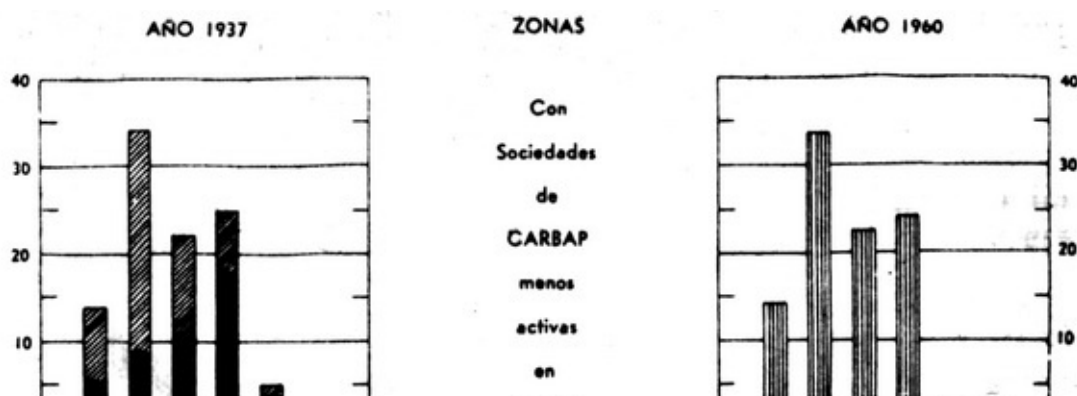 AÑO 1937
ZONAS
AÑO 1960
40
30
20
10
Con
Sociedades
de
CARBAP
menos
activas
en
40
30
20
10